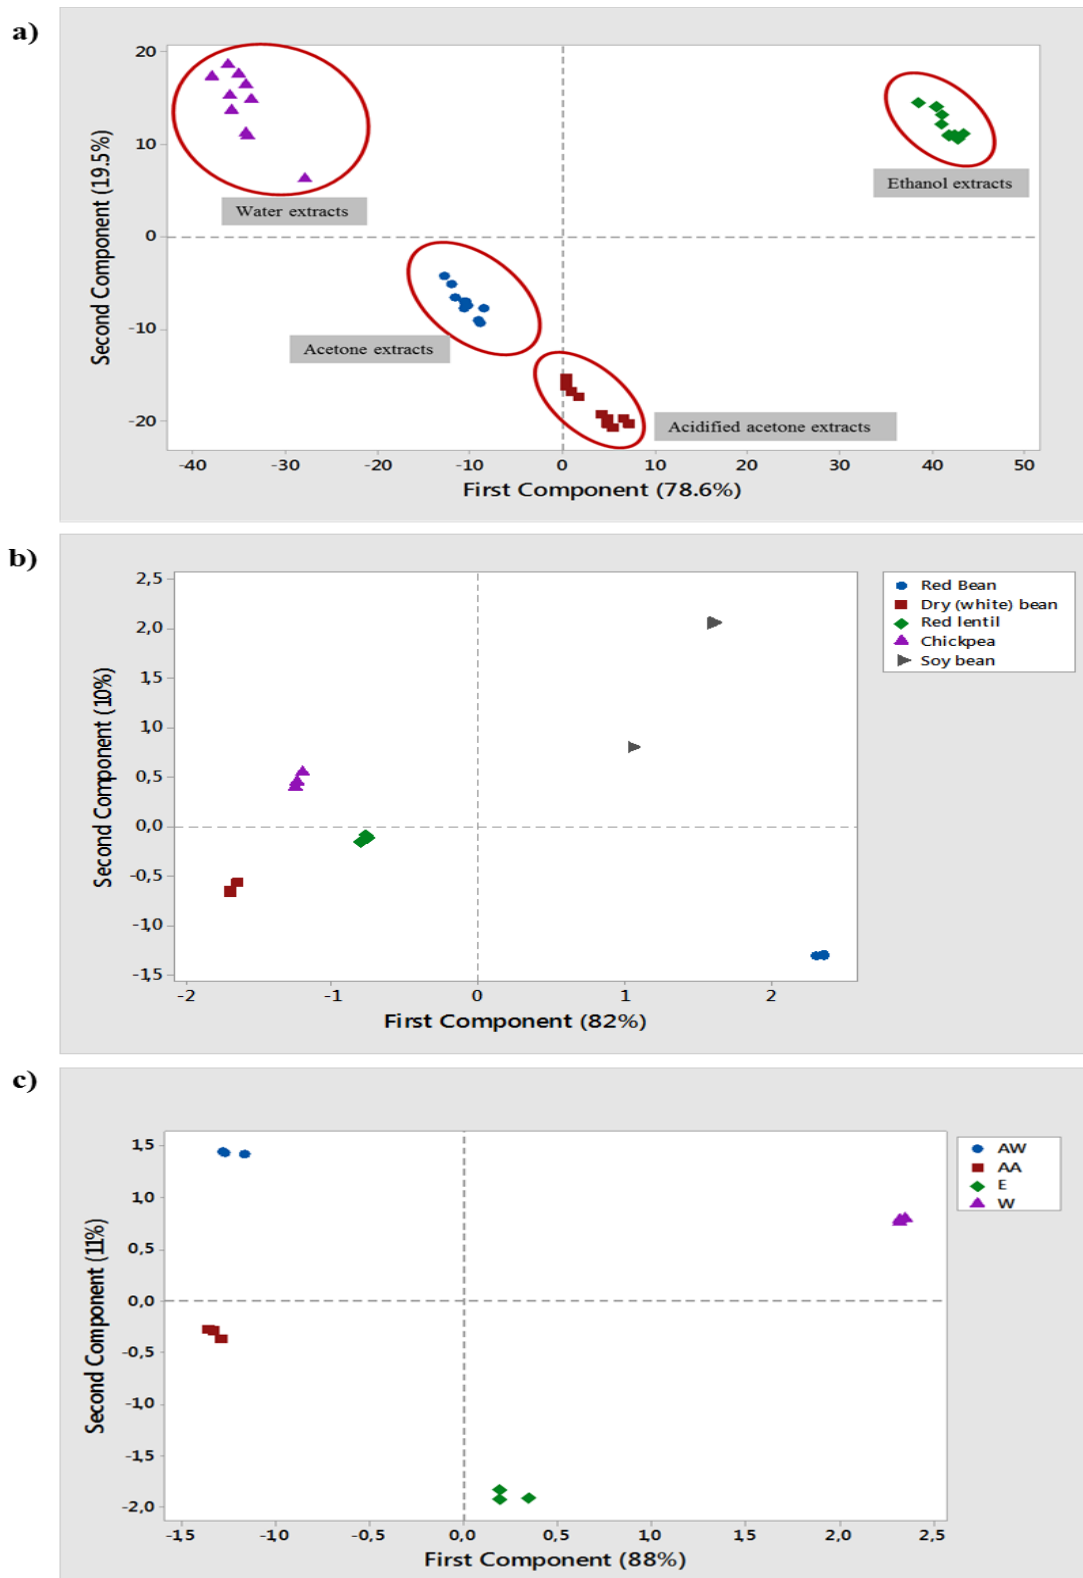 a)
20
10
0
-10
-20
Second Component (19.5%)
Water extracts
Ethanol extracts
Acetone extracts
Acidified acetone extracts
-40 -30 -20 -10 0 10 20 30 40 50
First Component (78.6%)
b)
2,5
2,0
1,5
1,0
0,5
0,0
-0,5
-1,0
-1,5
Second Component (10%)
Red Bean
Dry (white) bean
Red lentil
Chickpea
Soy bean
-2 -1 0 1 2
First Component (82%)
c)
1,5
1,0
0,5
0,0
-0,5
-1,0
-1,5
-2,0
Second Component (11%)
AW
AA
E
W
-1,5 -1,0 -0,5 0,0 0,5 1,0 1,5 2,0 2,5
First Component (88%)